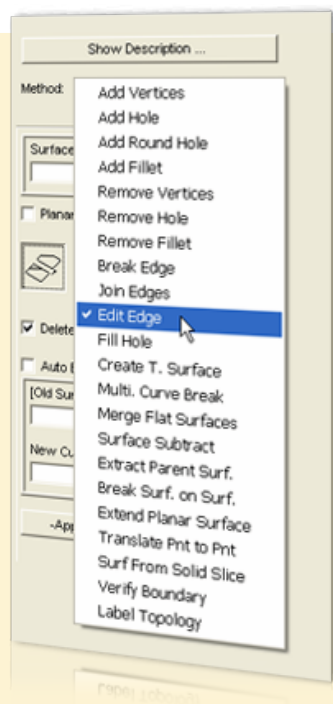 Show Description ...
Method:
Add Vertices
Add Hole
Add Round Hole
Surface
Add Fillet
Remove Vertices
Planar
Remove Hole
Remove Fillet
Break Edge
Join Edges
Edit Edge
Delete
Fill Hole
Create T. Surface
Auto
Multi. Curve Break
[Old Sur
Merge Flat Surfaces
Surface Subtract
New Cu
Extract Parent Surf.
Break Surf. on Surf.
Extend Planar Surface
-App
Translate Pnt to Pnt
Surf From Solid Slice
Verify Boundary
Label Topology